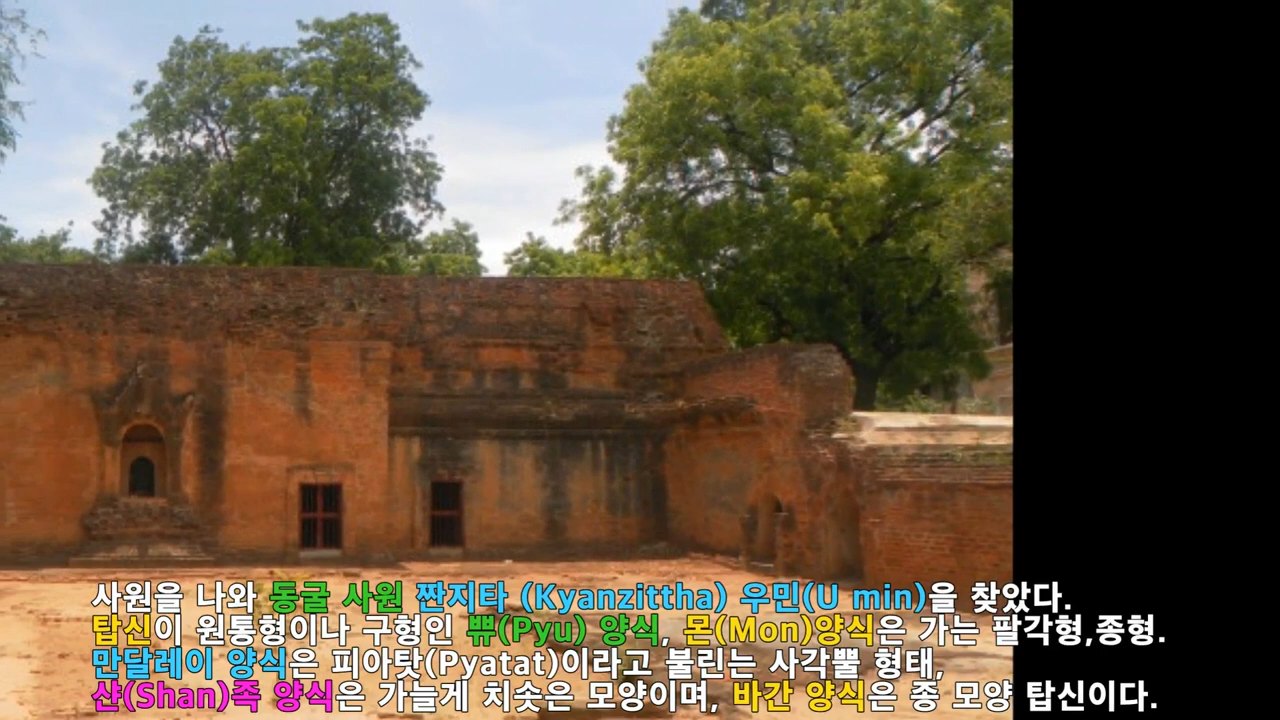 사원을 나와 동굴 사원 짠지타 (Kyanzittha) 우민(U min)을 찾았다.
탑신이 원통형이나 구형인 쀼(Pyu) 양식, 몬(Mon)양식은 가는 팔각형,종형.
만달레이 양식은 피아탓(Pyatat)이라고 불린는 사각뿔 형태,
샨(Shan)족 양식은 가늘게 치솟은 모양이며, 바간 양식은 종 모양 탑신이다.